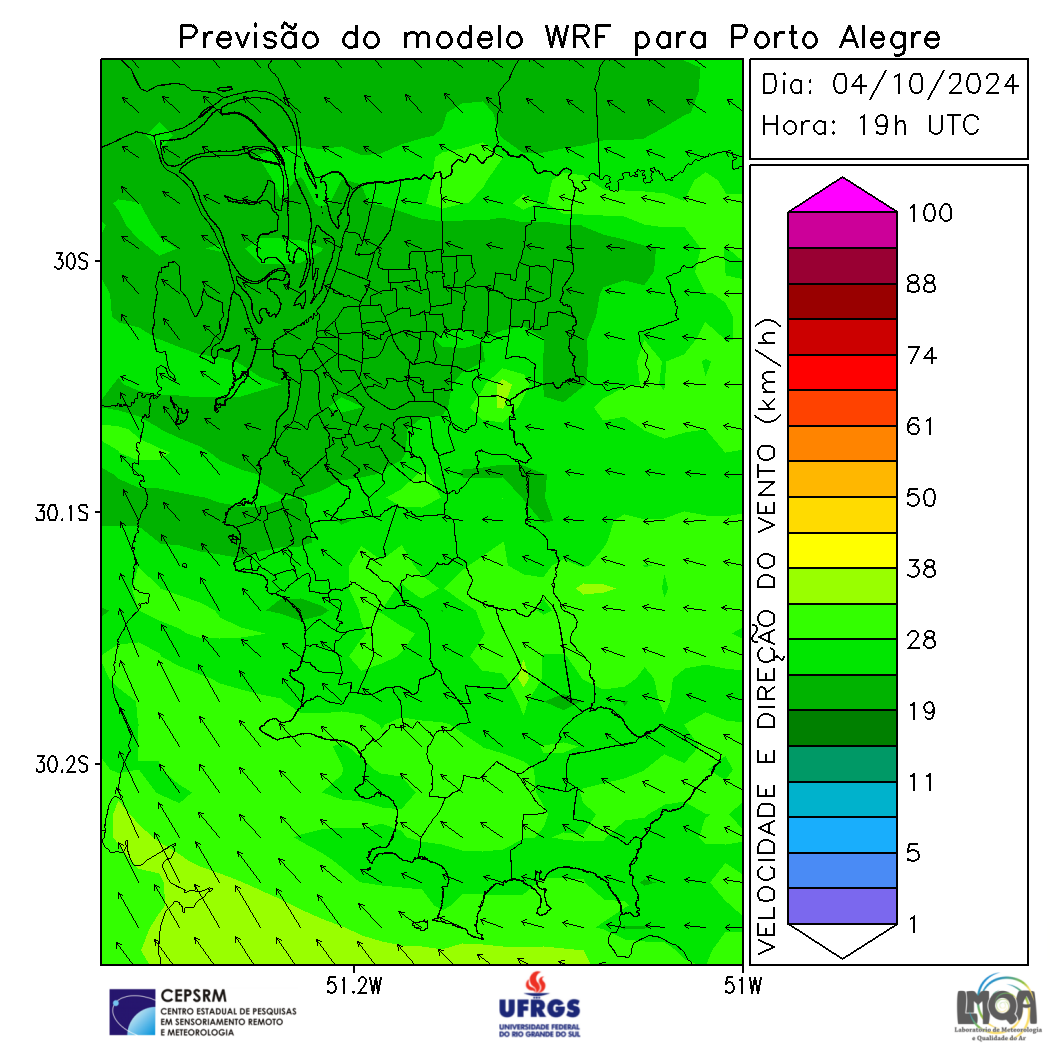 Previsão do modelo WRF para Porto Alegre
Dia: 04/10/2024
Hora: 19h UTC
30S
30.1S
30.2S
51.2W
51W
VELOCIDADE E DIREÇÃO DO VENTO (km/h)
100
88
74
61
50
38
28
19
11
5
1
CEPSRM
CENTRO ESTADUAL DE PESQUISAS
EM SENSORIAMENTO REMOTO
E METEOROLOGIA
UFRGS
UNIVERSIDADE FEDERAL
DO RIO GRANDE DO SUL
LMQA
Laboratório de Meteorologia
e Qualidade do Ar